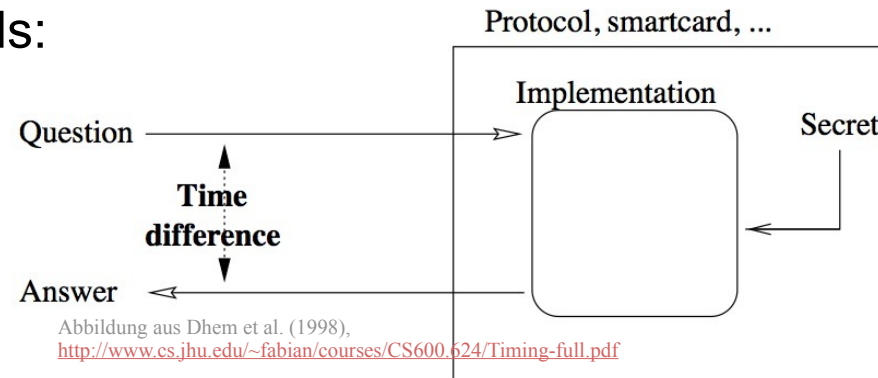 ls:
Protocol, smartcard, ...
Implementation
Question
Secret
Time
difference
Answer
Abbildung aus Dhem et al. (1998),
http://www.cs.jhu.edu/~fabian/courses/CS600.624/Timing-full.pdf